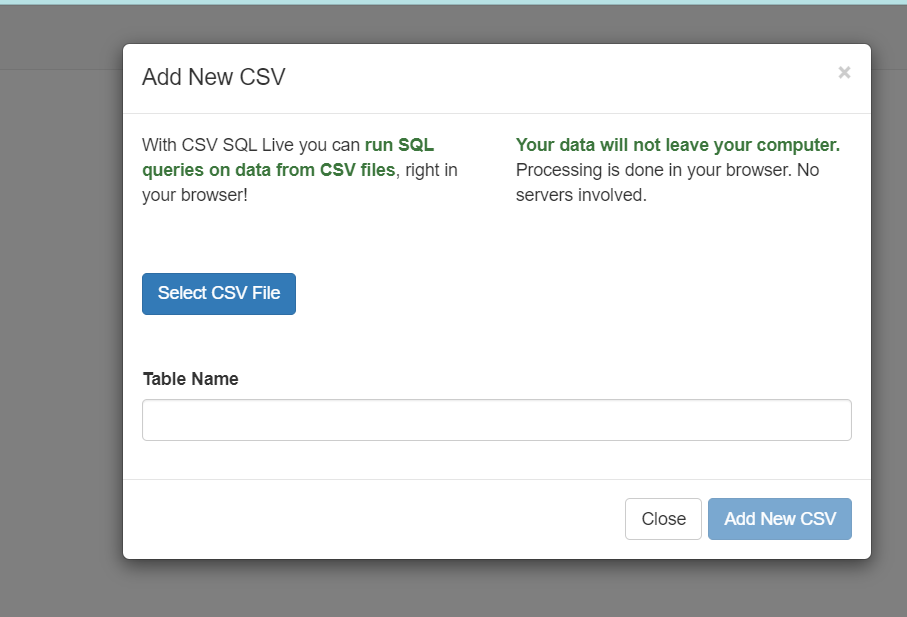 Add New CSV
×
With CSV SQL Live you can run SQL
queries on data from CSV files, right in
your browser!
Your data will not leave your computer.
Processing is done in your browser. No
servers involved.
Select CSV File
Table Name
Close
Add New CSV